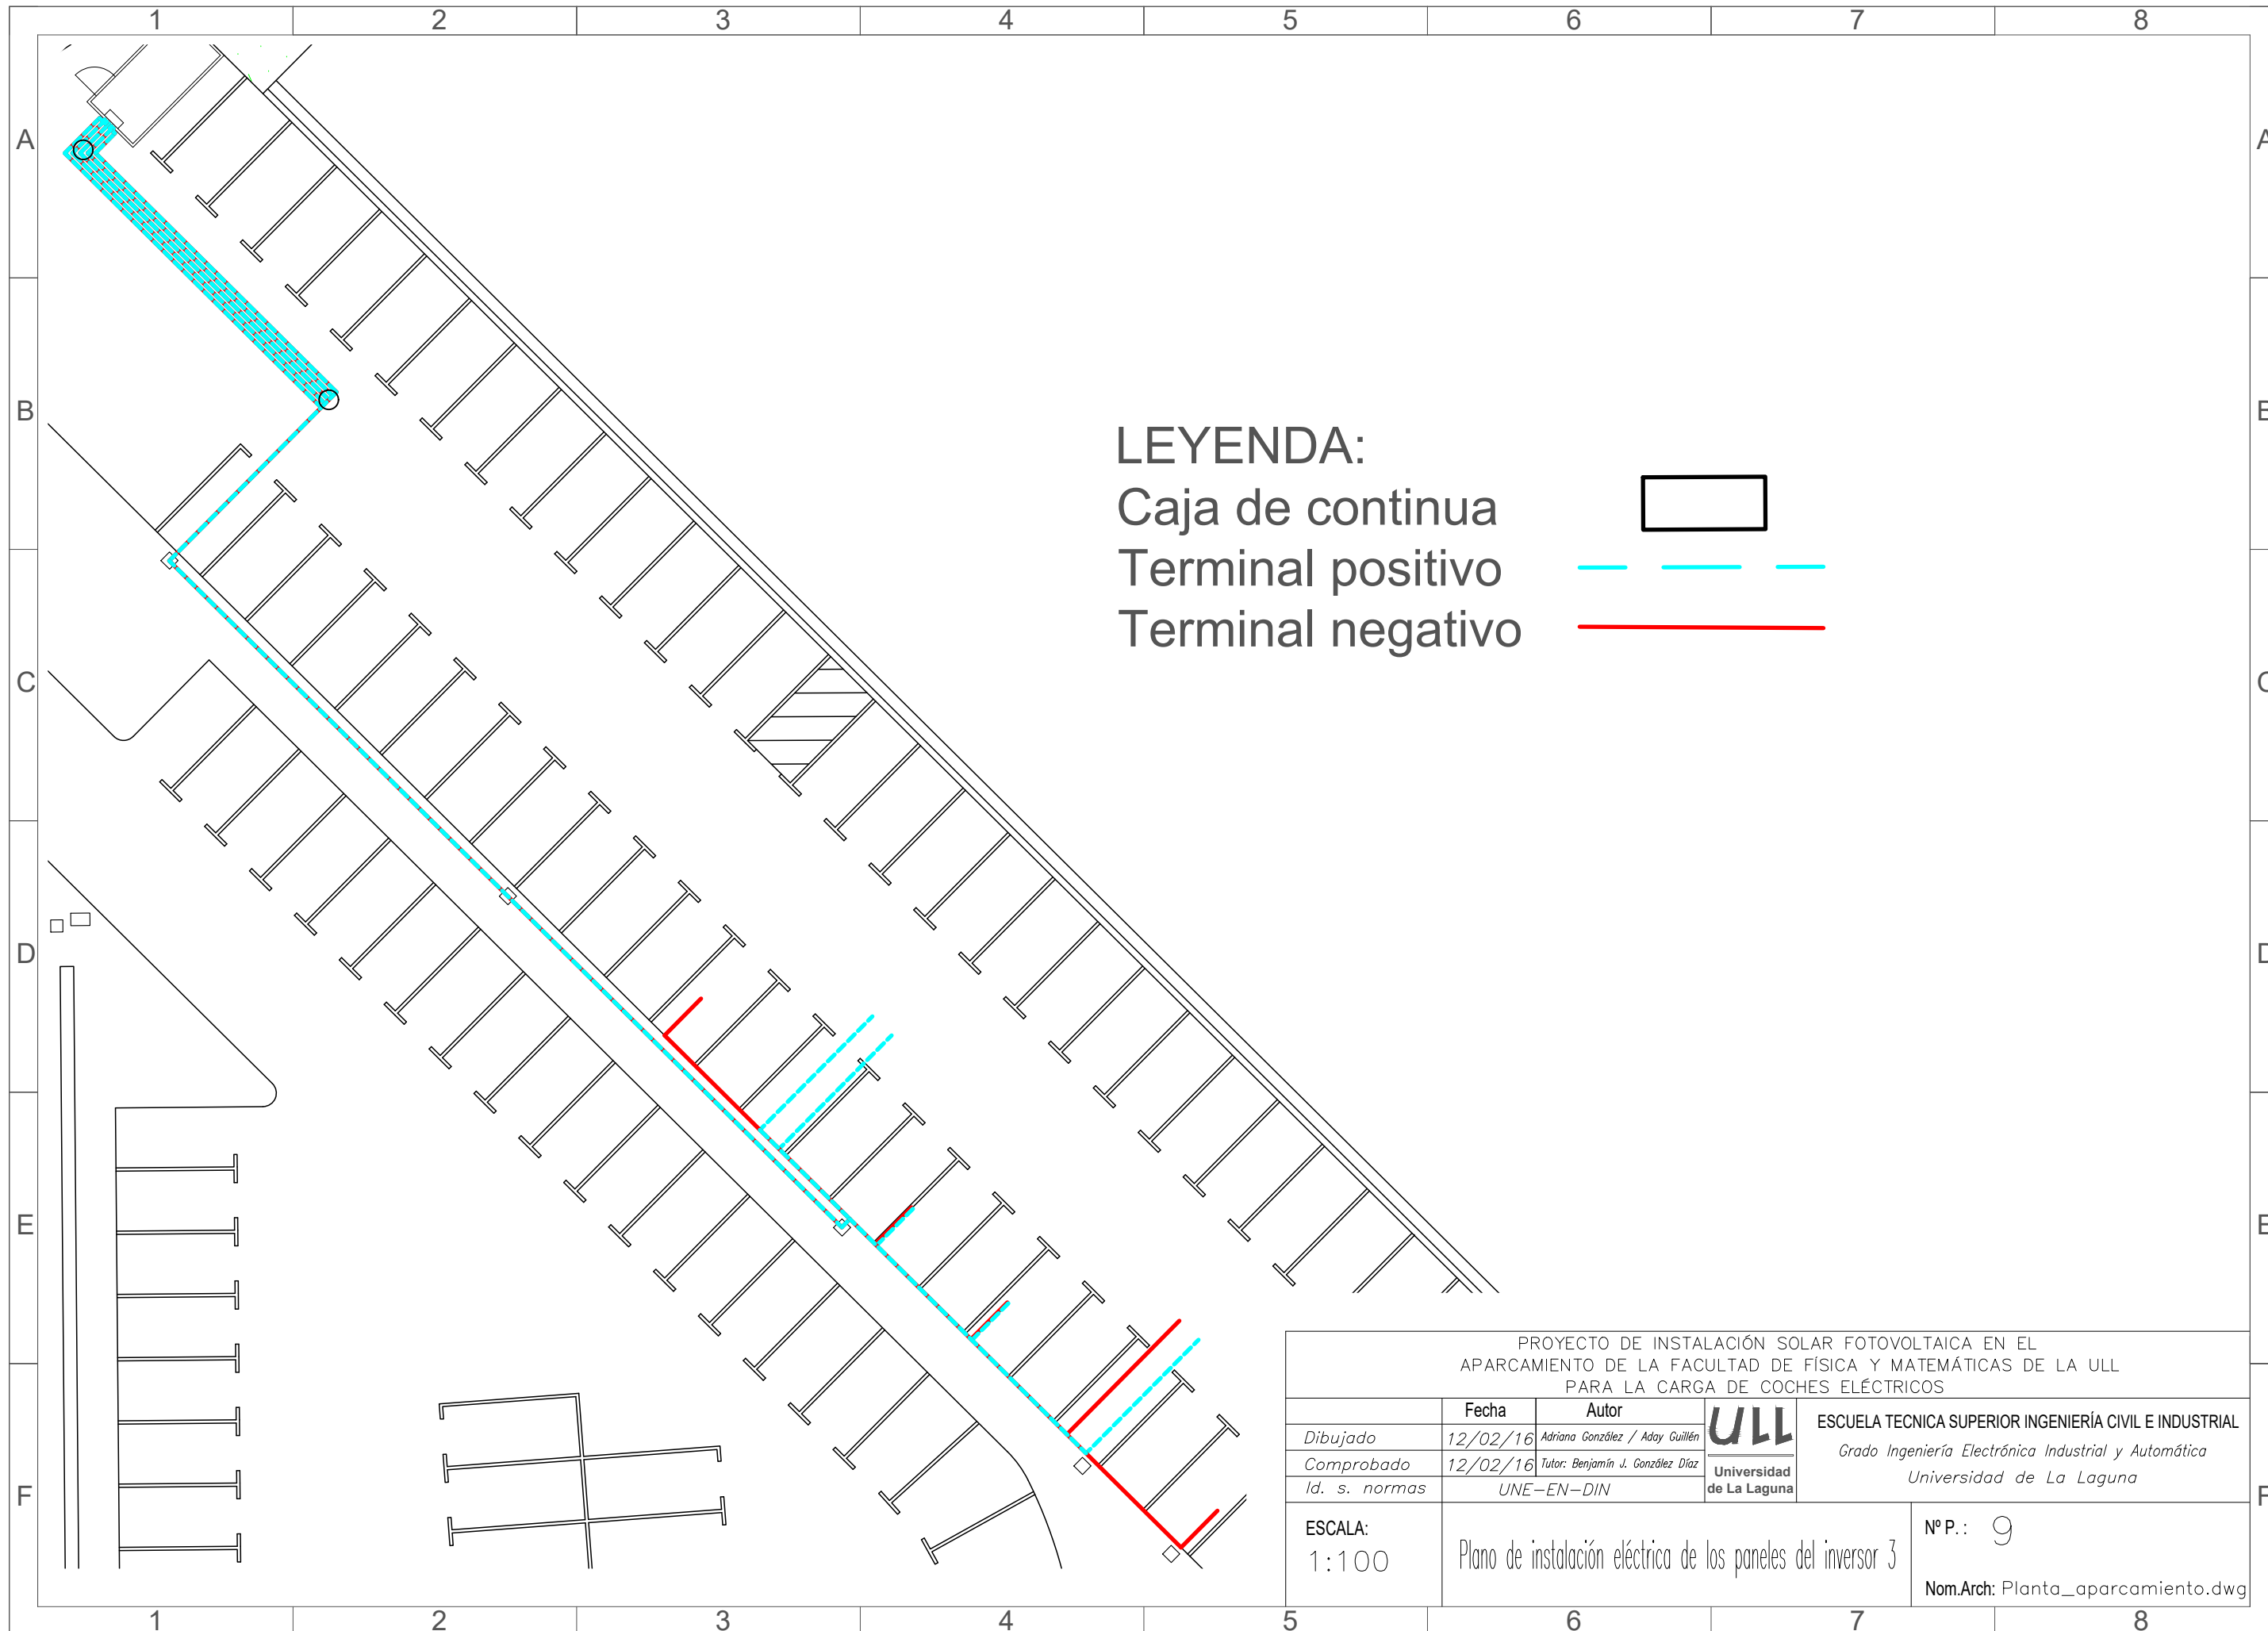 1 2 3 4 5 6 7 8
A A
B B
C C
D D
E E
F F
LEYENDA:
Caja de continua
Terminal positivo
Terminal negativo
PROYECTO DE INSTALACIÓN SOLAR FOTOVOLTAICA EN EL
APARCAMIENTO DE LA FACULTAD DE FÍSICA Y MATEMÁTICAS DE LA ULL
PARA LA CARGA DE COCHES ELÉCTRICOS
Fecha Autor
Dibujado 12/02/16 Adriana González / Aday Guillén
Comprobado 12/02/16 Tutor: Benjamín J. González Díaz
Id. s. normas UNE-EN-DIN
ULL
Universidad
de La Laguna
ESCUELA TECNICA SUPERIOR INGENIERÍA CIVIL E INDUSTRIAL
Grado Ingeniería Electrónica Industrial y Automática
Universidad de La Laguna
ESCALA:
1:100
Plano de instalación eléctrica de los paneles del inversor 3
Nº P. : 9
Nom.Arch: Planta_aparcamiento.dwg
1 2 3 4 5 6 7 8